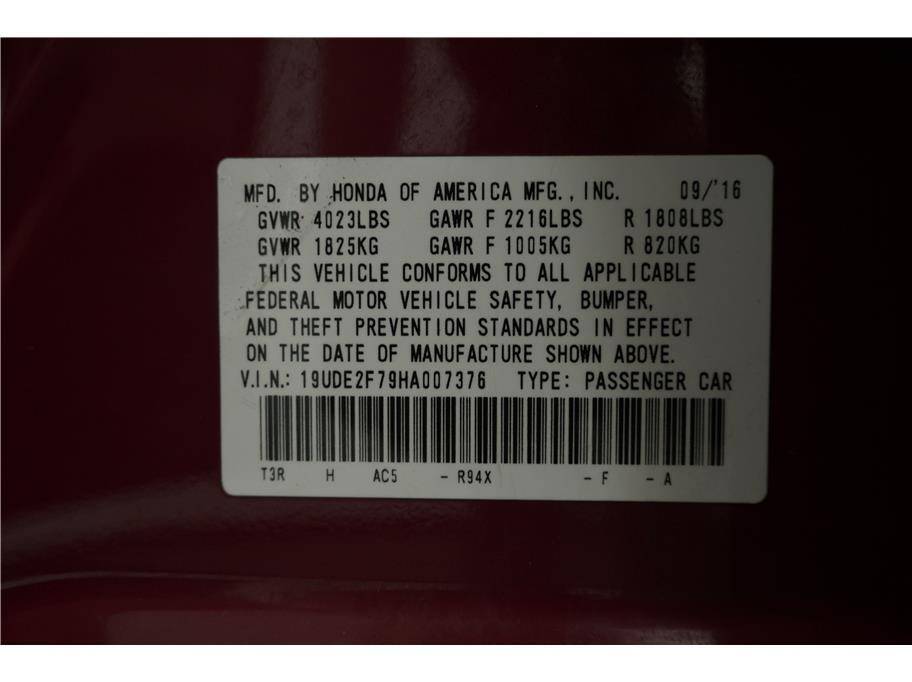 MFD. BY HONDA OF AMERICA MFG., INC. 09/'16
GVWR 4023LBS GAWR F 2216LBS R 1808LBS
GVWR 1825KG GAWR F 1005KG R 820KG
THIS VEHICLE CONFORMS TO ALL APPLICABLE
FEDERAL MOTOR VEHICLE SAFETY, BUMPER,
AND THEFT PREVENTION STANDARDS IN EFFECT
ON THE DATE OF MANUFACTURE SHOWN ABOVE.
V.I.N.: 19UDE2F79HA007376 TYPE: PASSENGER CAR
T3R H AC5 - R94X - F - A